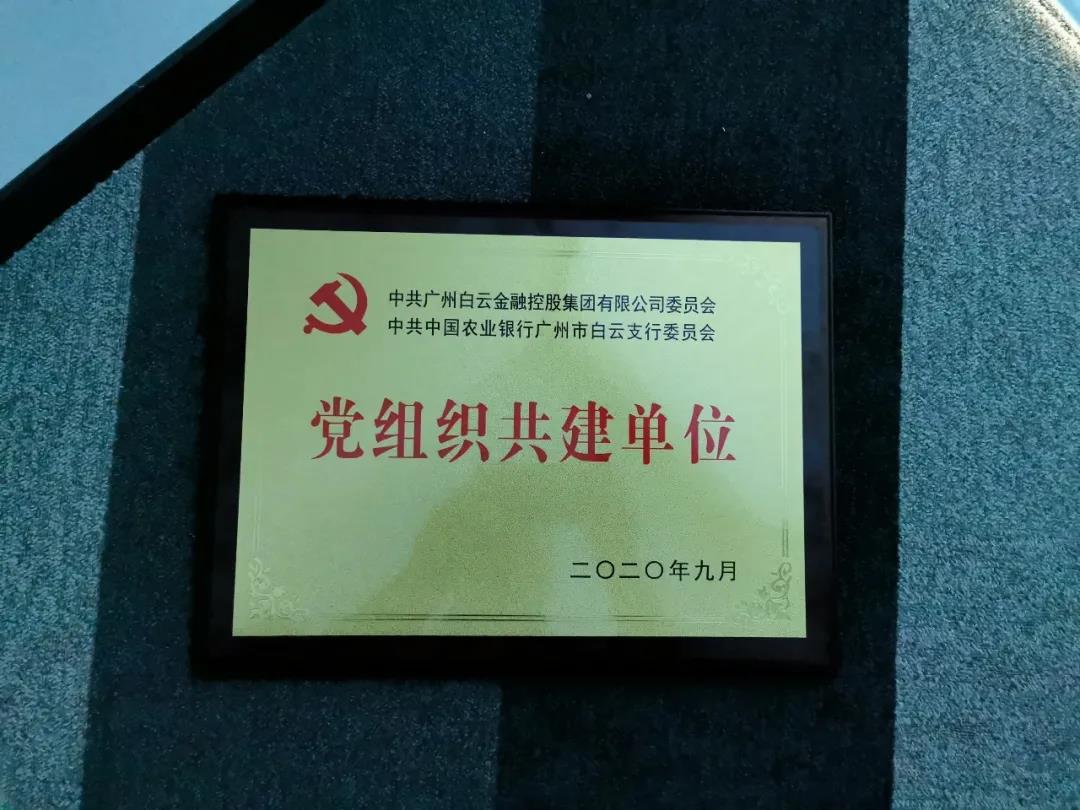 中共广州白云金融控股集团有限公司委员会
中共中国农业银行广州市白云支行委员会
党组织共建单位
二〇二〇年九月